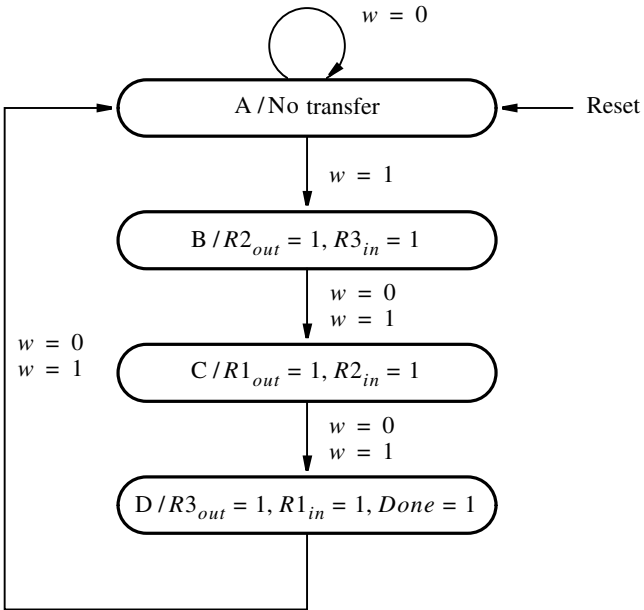 w = 0
A / No transfer
Reset
w = 1
B / R2out = 1, R3in = 1
w = 0
w = 1
w = 0
w = 1
C / R1out = 1, R2in = 1
w = 0
w = 1
D / R3out = 1, R1in = 1, Done = 1